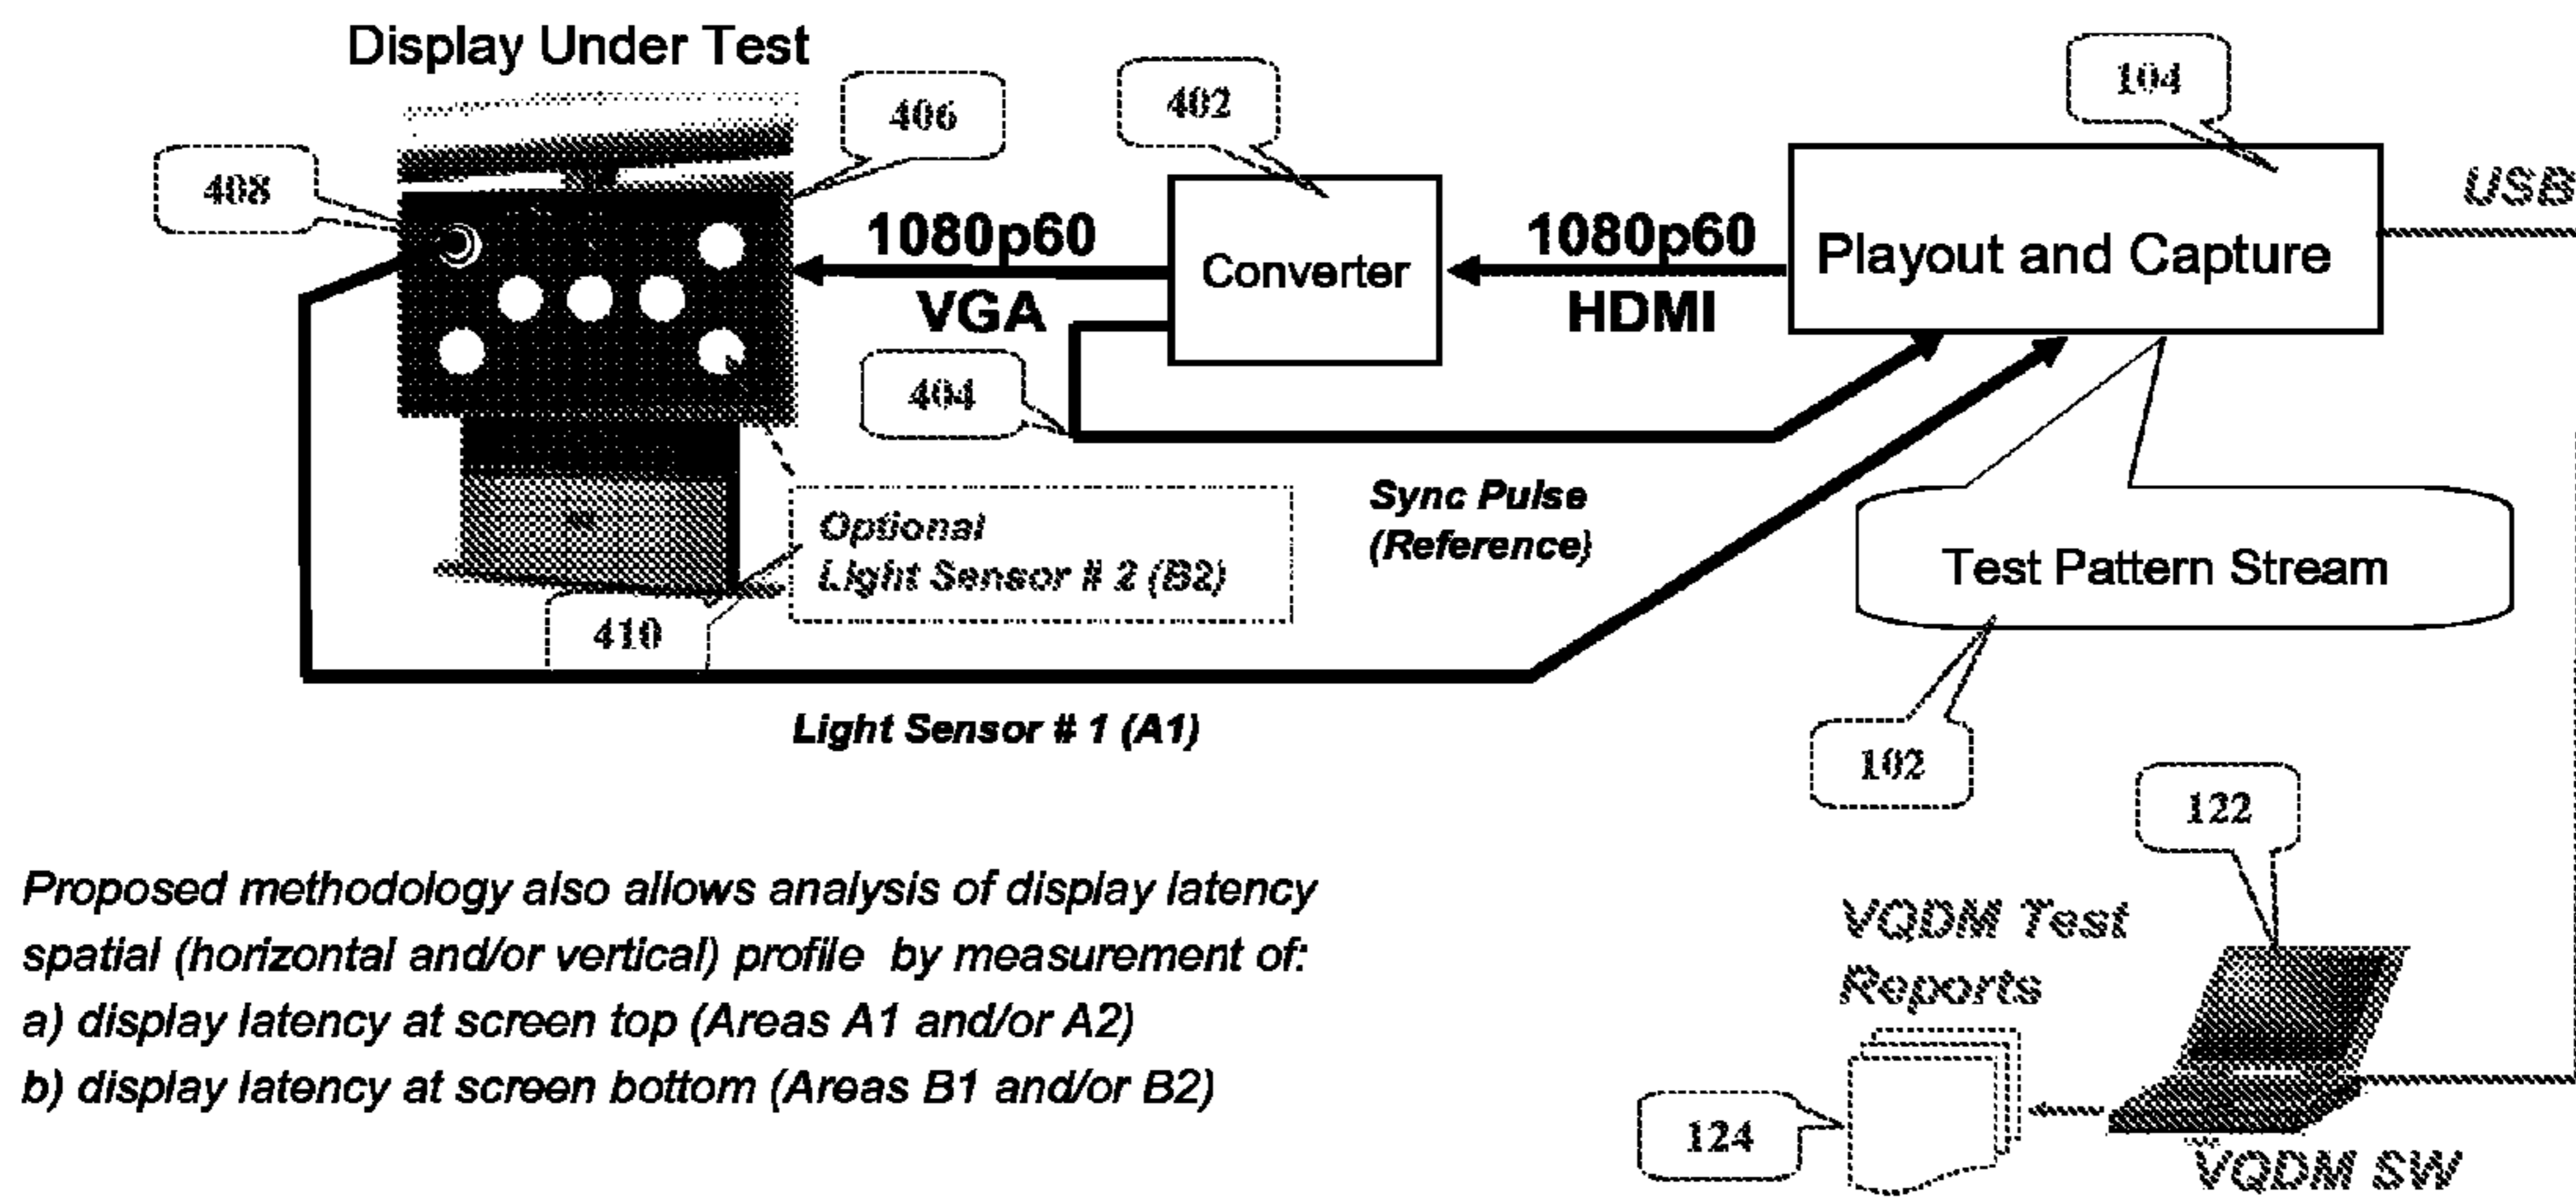 Display Under Test
406
402
104
408
USB
1080p60
VGA
Converter
1080p60
HDMI
Playout and Capture
404
Optional
Light Sensor # 2 (B2)
Sync Pulse
(Reference)
Test Pattern Stream
410
Light Sensor # 1 (A1)
102
122
Proposed methodology also allows analysis of display latency
spatial (horizontal and/or vertical) profile by measurement of:
a) display latency at screen top (Areas A1 and/or A2)
b) display latency at screen bottom (Areas B1 and/or B2)
VQDM Test
Reports
124
VQDM SW